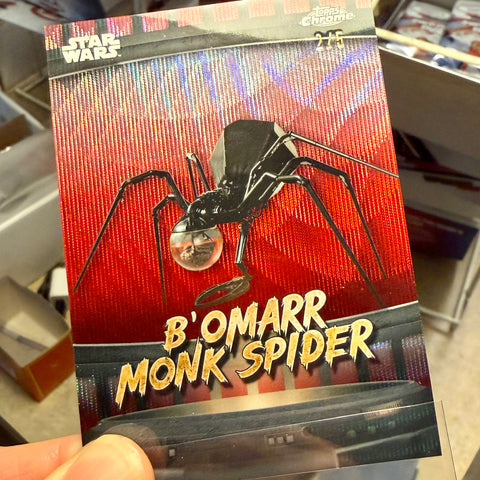 STAR
WARS
Topps
Chrome
2/5
B'OMARR
MONK SPIDER